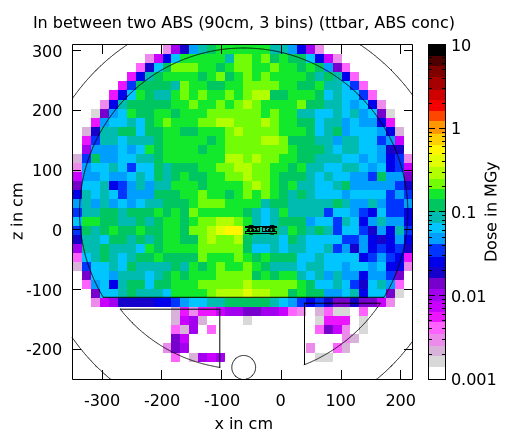 In between two ABS (90cm, 3 bins) (ttbar, ABS conc)
300
200
100
0
-100
-200
z in cm
-300 -200 -100 0 100 200
x in cm
10
1
0.1
0.01
0.001
Dose in MGy